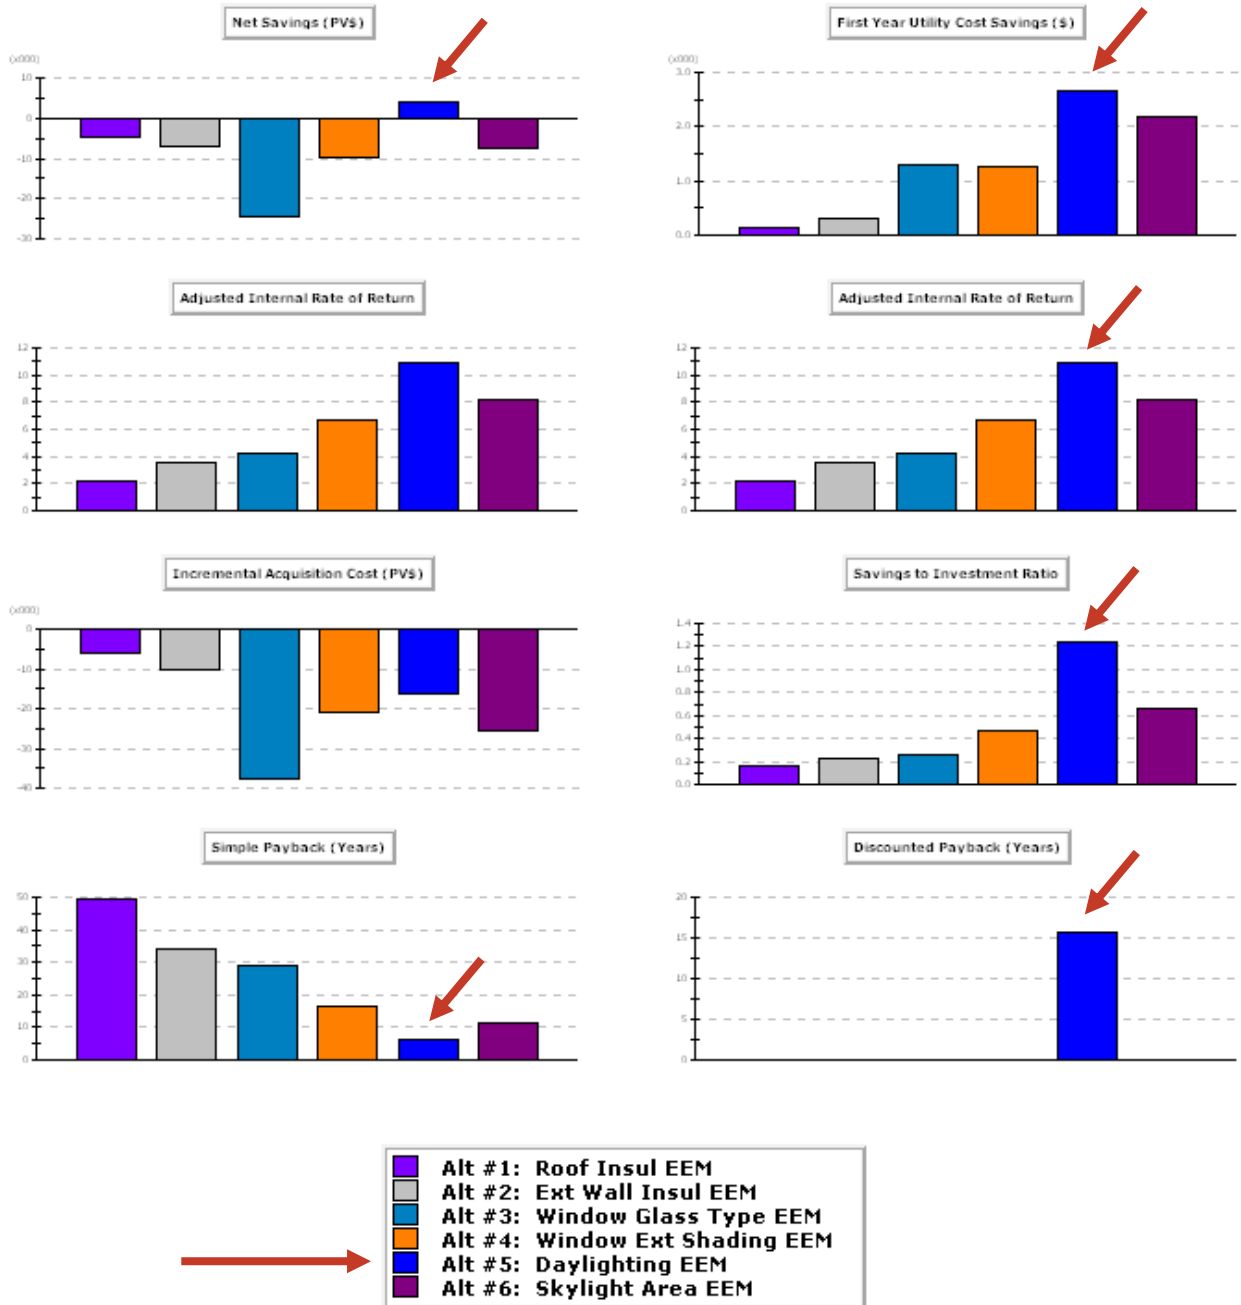 Net Savings (PV$)
(x000)
10
0
-10
-20
-30
First Year Utility Cost Savings ($)
(x000)
3.0
2.0
1.0
0.0
Adjusted Internal Rate of Return
12
10
8
6
4
2
0
Adjusted Internal Rate of Return
12
10
8
6
4
2
0
Incremental Acquisition Cost (PV$)
(x000)
0
-10
-20
-30
-40
Savings to Investment Ratio
1.4
1.2
1.0
0.8
0.6
0.4
0.2
0.0
Simple Payback (Years)
50
40
30
20
10
0
Discounted Payback (Years)
20
15
10
5
0
Alt #1: Roof Insul EEM
Alt #2: Ext Wall Insul EEM
Alt #3: Window Glass Type EEM
Alt #4: Window Ext Shading EEM
Alt #5: Daylighting EEM
Alt #6: Skylight Area EEM